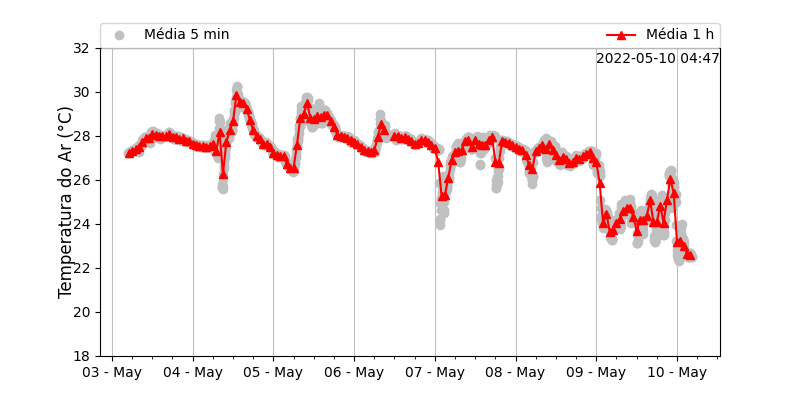 Média 5 min
Média 1 h
2022-05-10 04:47
Temperatura do Ar (°C)
32
30
28
26
24
22
20
18
03 - May
04 - May
05 - May
06 - May
07 - May
08 - May
09 - May
10 - May